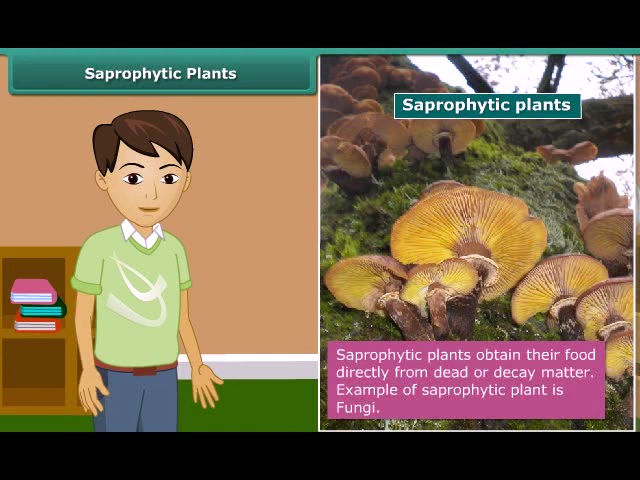 Saprophytic Plants
Saprophytic plants
Saprophytic plants obtain their food
directly from dead or decay matter.
Example of saprophytic plant is
Fungi.